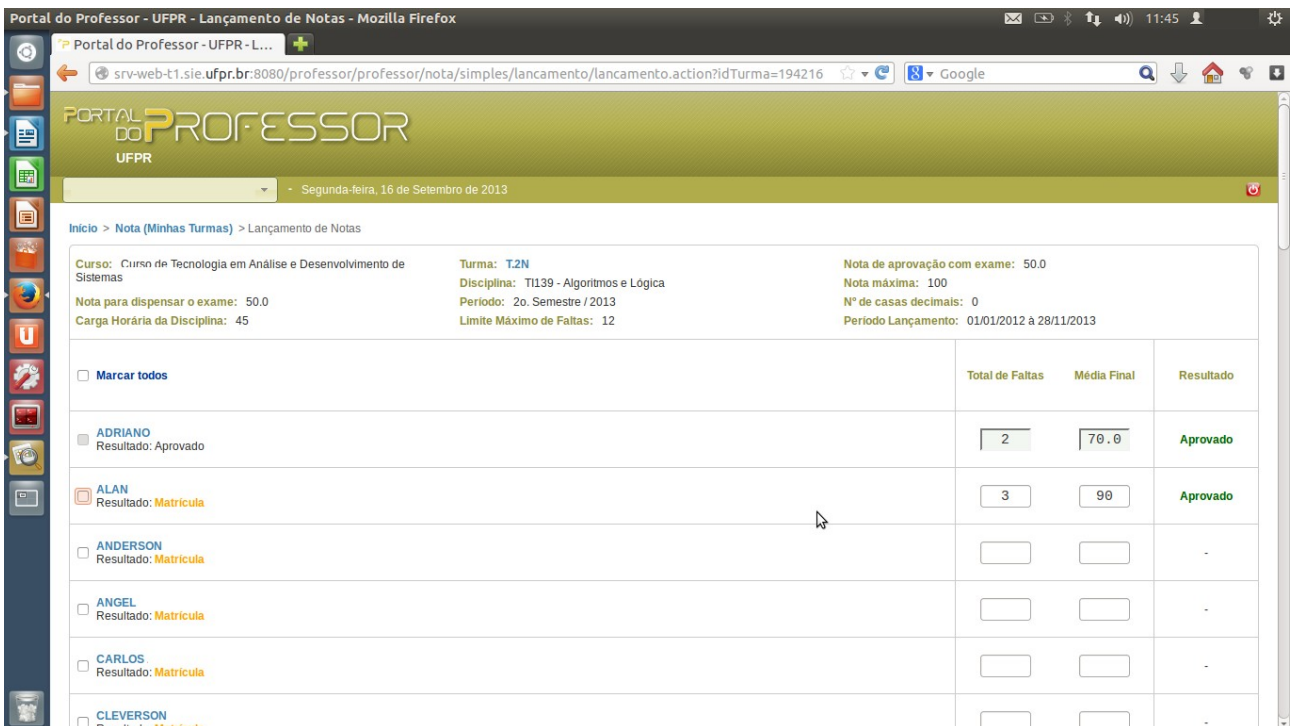 Portal do Professor - UFPR - Lançamento de Notas - Mozilla Firefox
11:45
Portal do Professor - UFPR - L...
srv-web-t1.sie.ufpr.br:8080/professor/professor/nota/simples/lancamento/lancamento.action?idTurma=194216
Google
PORTAL DO PROFESSOR
UFPR
- Segunda-feira, 16 de Setembro de 2013
Início > Nota (Minhas Turmas) > Lançamento de Notas
Curso: Curso de Tecnologia em Análise e Desenvolvimento de
Sistemas
Nota para dispensar o exame: 50.0
Carga Horária da Disciplina: 45
Turma: T.2N
Disciplina: TI139 - Algoritmos e Lógica
Período: 2o. Semestre / 2013
Limite Máximo de Faltas: 12
Nota de aprovação com exame: 50.0
Nota máxima: 100
Nº de casas decimais: 0
Período Lançamento: 01/01/2012 à 28/11/2013
Marcar todos Total de Faltas Média Final Resultado
ADRIANO
Resultado: Aprovado
2 70.0 Aprovado
ALAN
Resultado: Matrícula
3 90 Aprovado
ANDERSON
Resultado: Matrícula
-
ANGEL
Resultado: Matrícula
-
CARLOS
Resultado: Matrícula
-
CLEVERSON
-